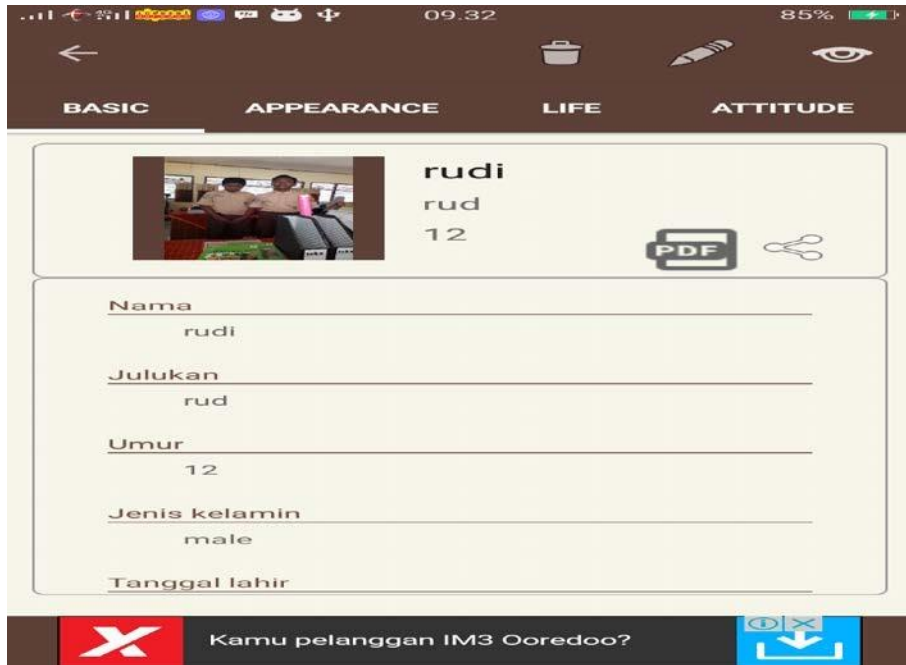 09.32
85%
BASIC APPEARANCE LIFE ATTITUDE
rudi
rud
12
PDF
Nama
rudi
Julukan
rud
Umur
12
Jenis kelamin
male
Tanggal lahir
X
Kamu pelanggan IM3 Ooredoo?